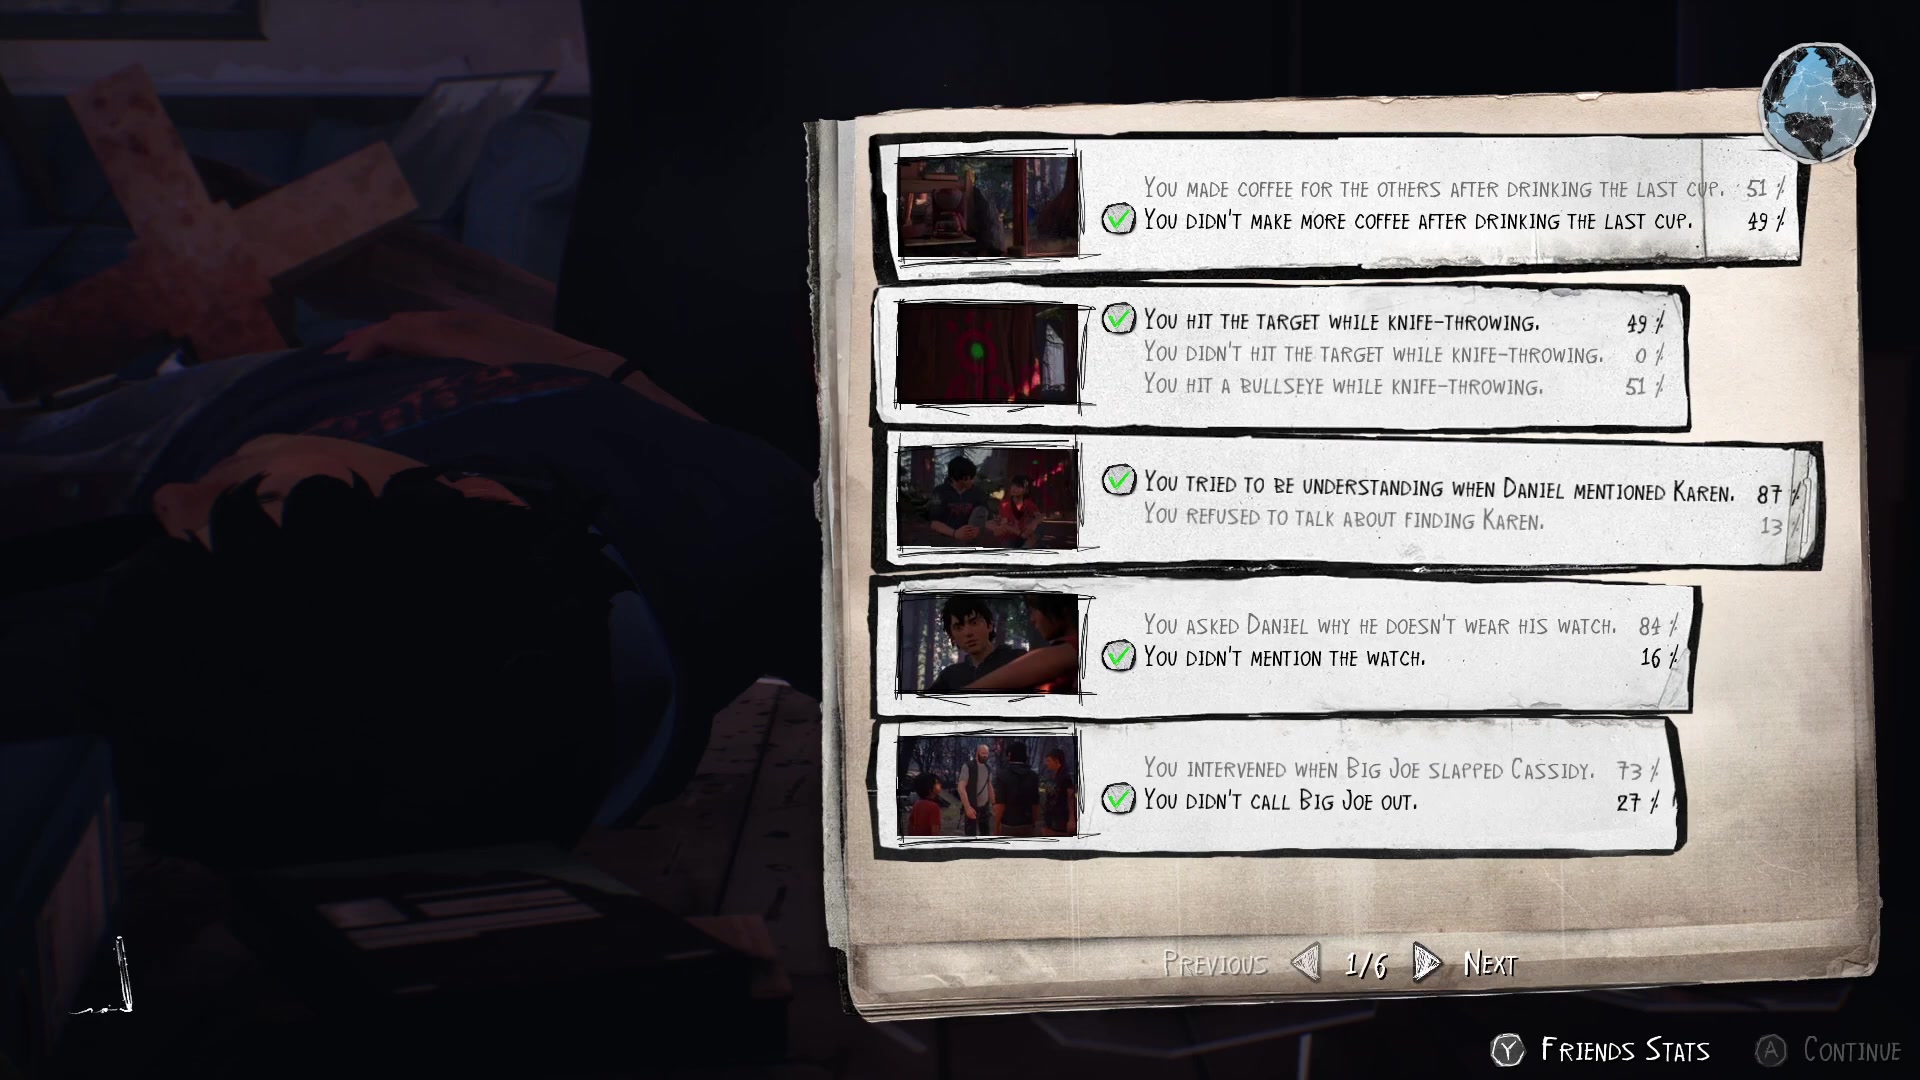 You made coffee for the others after drinking the last cup. 51 %
You didn't make more coffee after drinking the last cup. 49 %
You hit the target while knife-throwing. 49 %
You didn't hit the target while knife-throwing. 0 %
You hit a bullseye while knife-throwing. 51 %
You tried to be understanding when Daniel mentioned Karen. 87 %
You refused to talk about finding Karen. 13 %
You asked Daniel why he doesn't wear his watch. 84 %
You didn't mention the watch. 16 %
You intervened when Big Joe slapped Cassidy. 73 %
You didn't call Big Joe out. 27 %
Previous 1/6 Next
Y Friends Stats A Continue